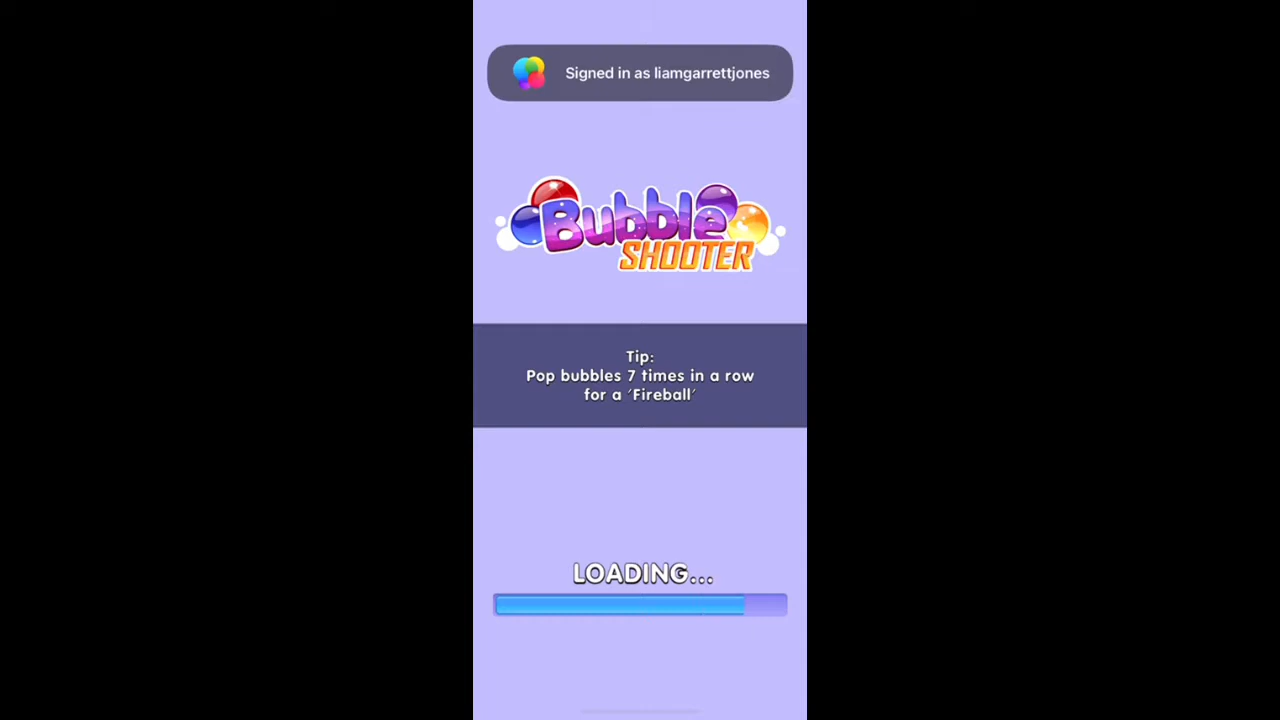 Signed in as liamgarrettjones
Bubble
SHOOTER
Tip:
Pop bubbles 7 times in a row
for a 'Fireball'
LOADING...